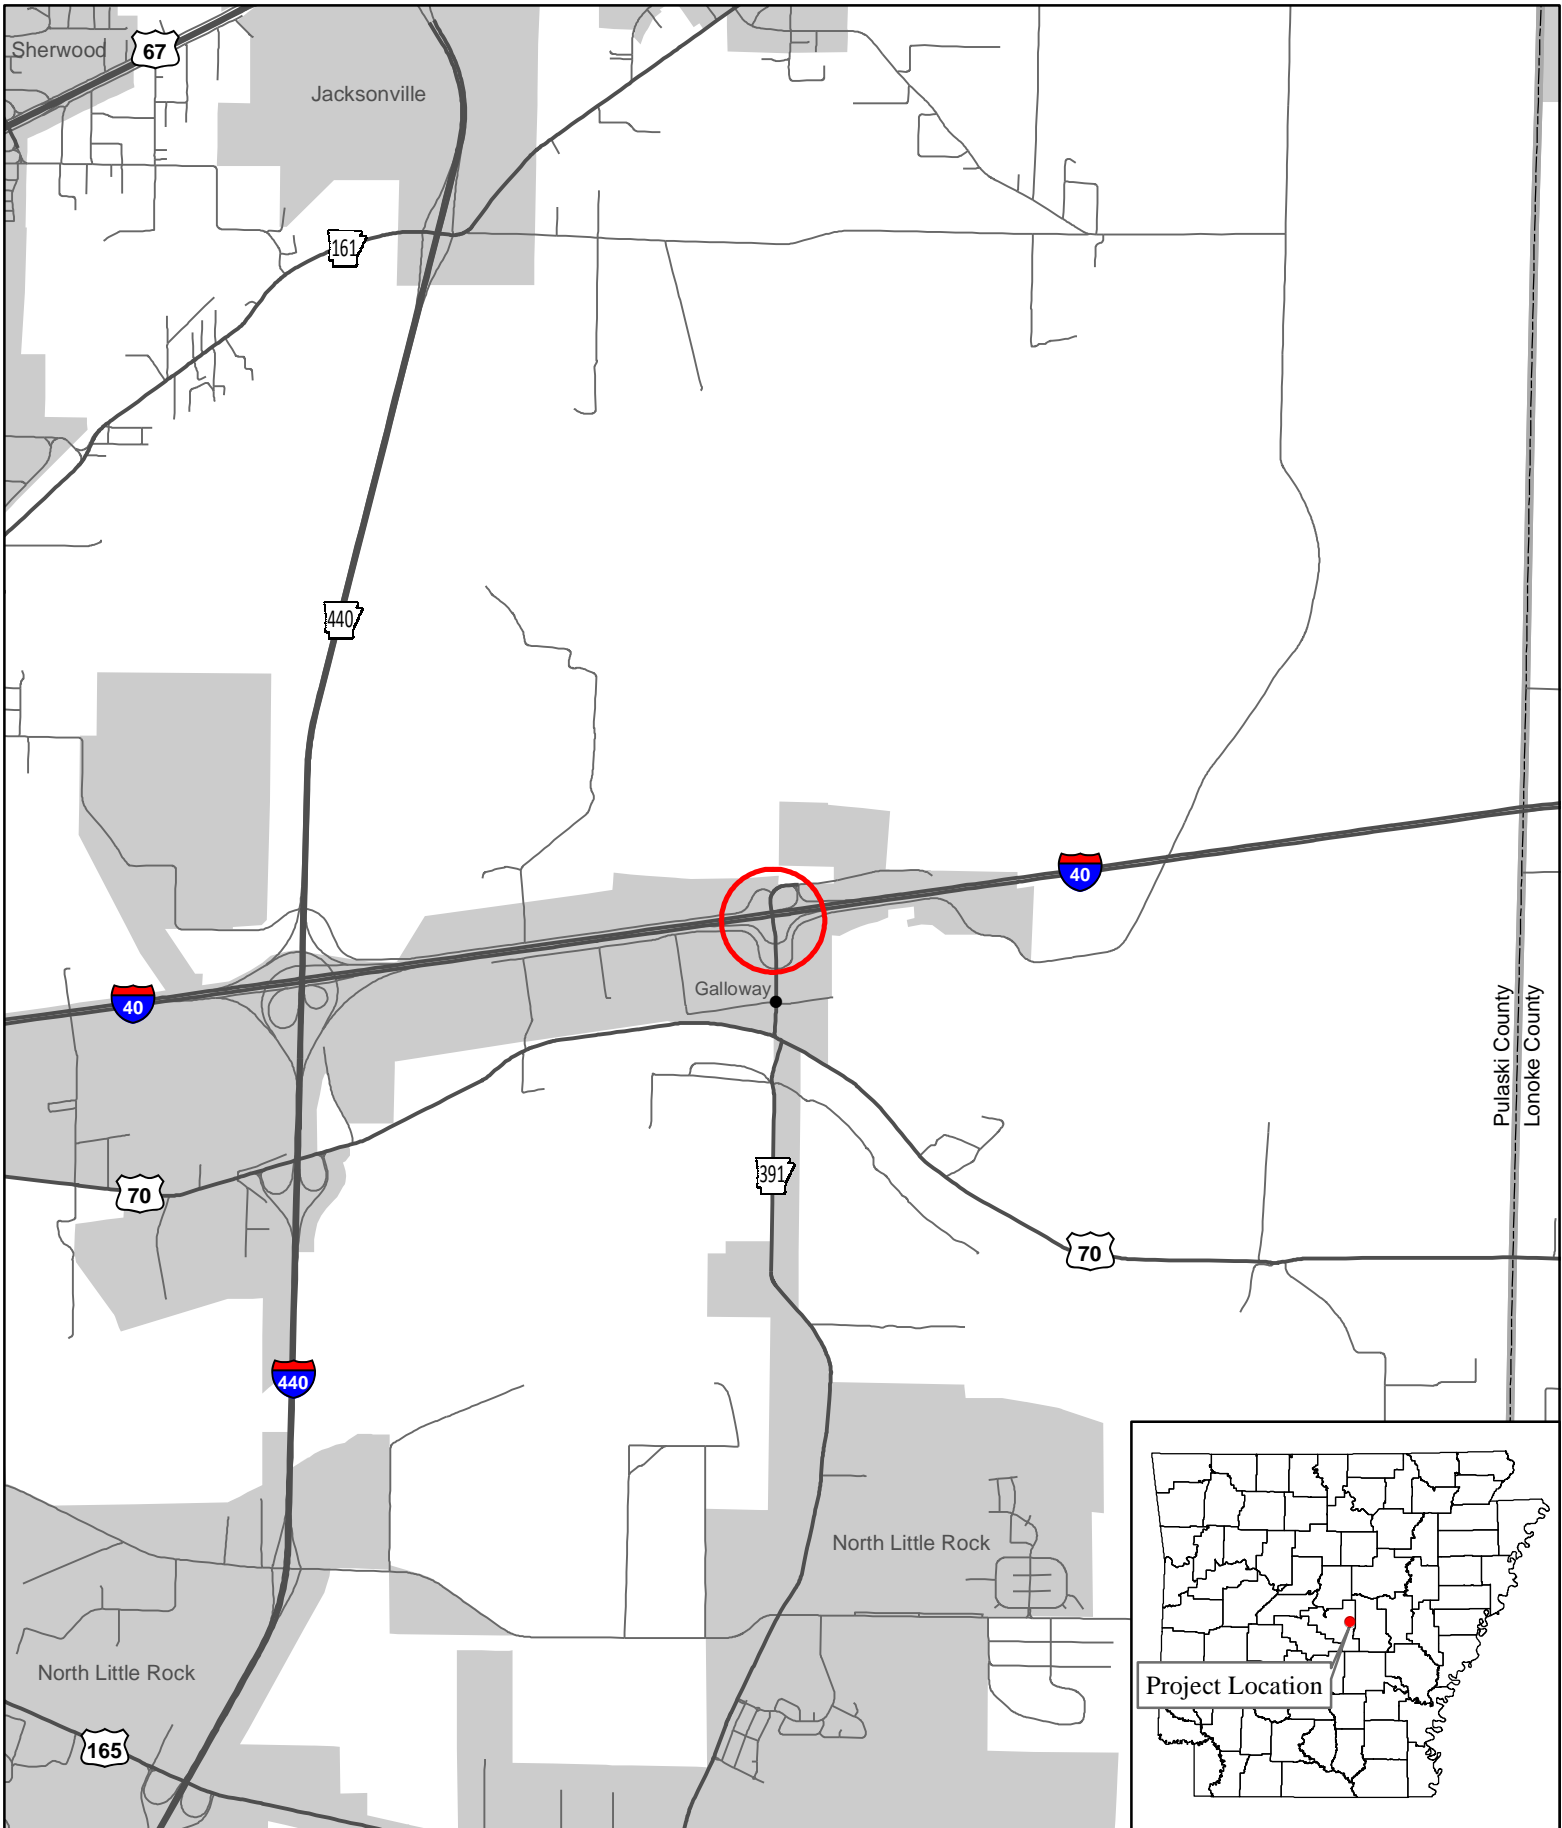 Sherwood
67
Jacksonville
161
440
40
40
Galloway
Pulaski County
Lonoke County
391
70
70
440
North Little Rock
North Little Rock
Project Location
165